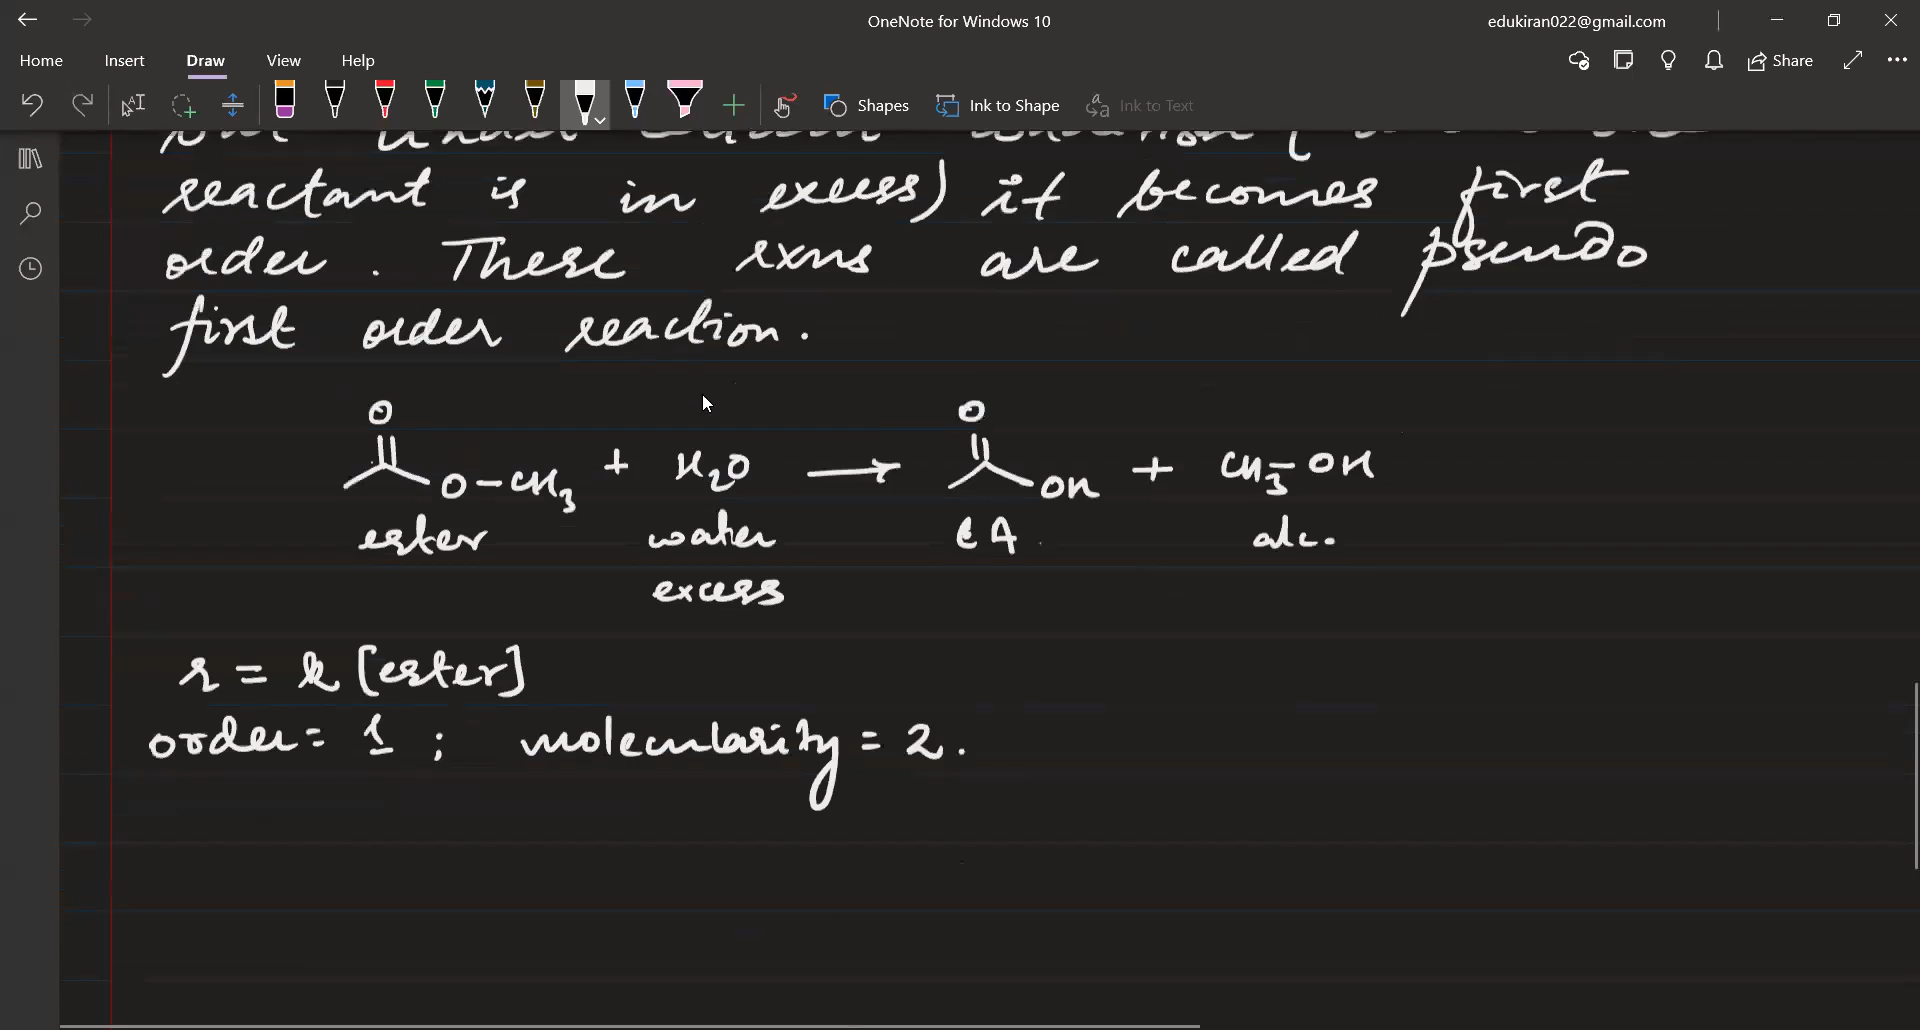 OneNote for Windows 10
edukiran022@gmail.com
Home Insert Draw View Help
Share
Shapes Ink to Shape Ink to Text
reactant is in excess) it becomes first
order. These rxns are called pseudo
first order reaction.
O O
O-CH3 + H2O → OH + CH3-OH
ester water CA. alc.
excess
r = k [ester]
order = 1 ; molecularity = 2.